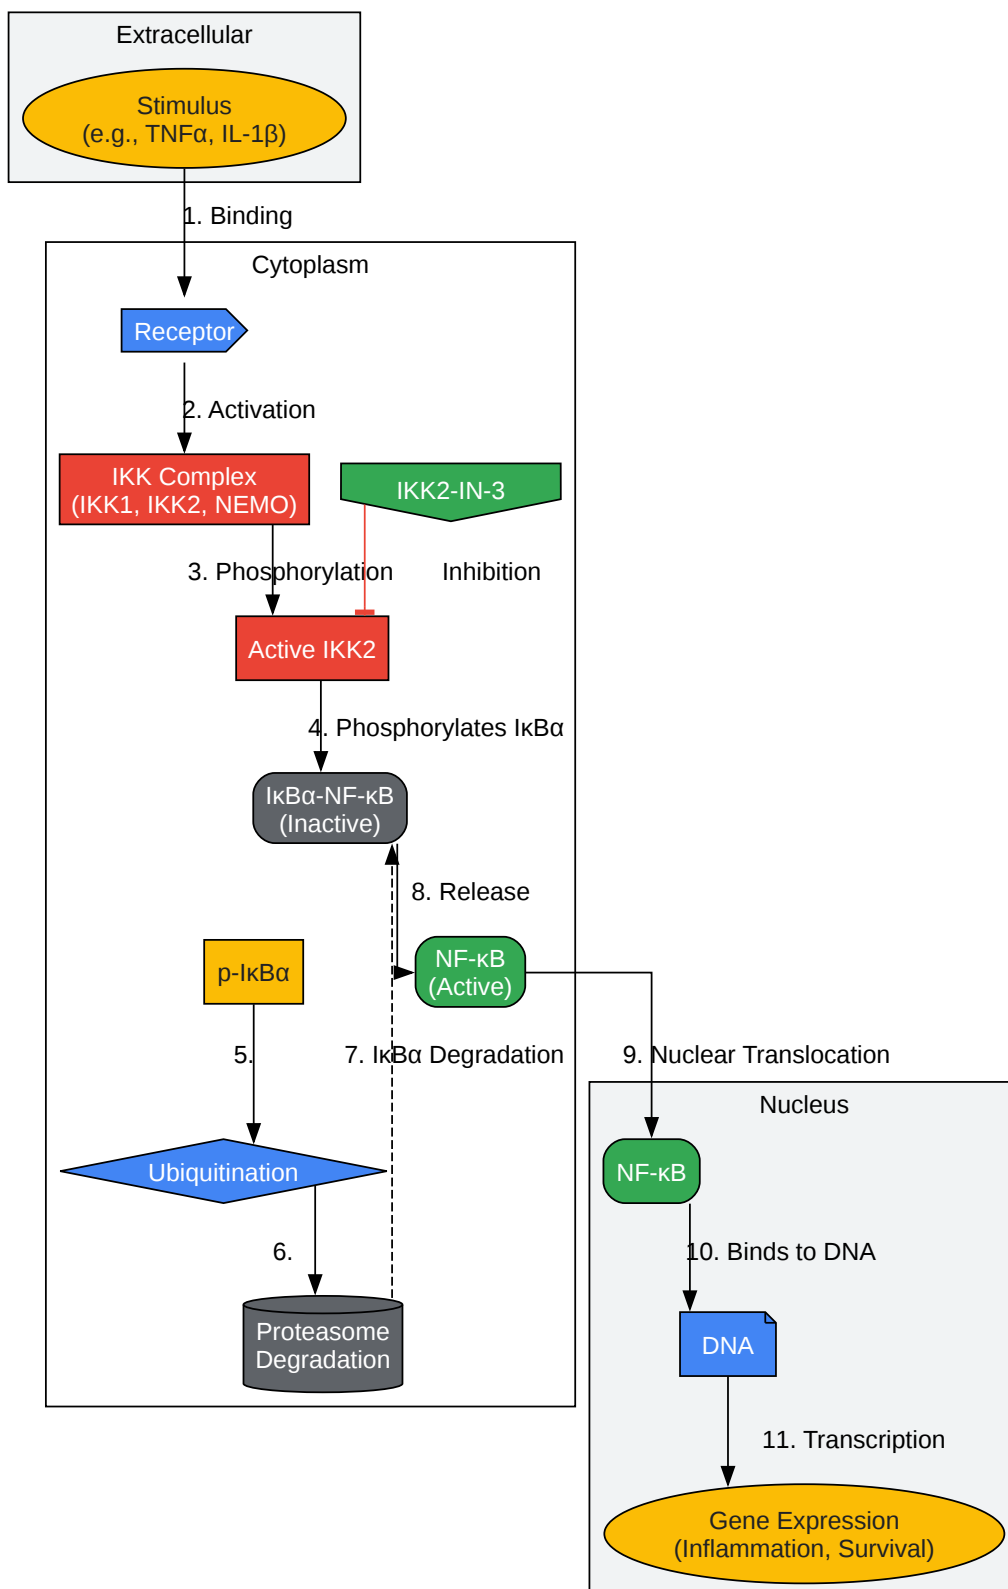 Extracellular
Stimulus
(e.g., TNFα, IL-1β)
1. Binding
Cytoplasm
Receptor
2. Activation
IKK Complex
(IKK1, IKK2, NEMO)
IKK2-IN-3
3. Phosphorylation
Inhibition
Active IKK2
4. Phosphorylates IκBα
IκBα-NF-κB
(Inactive)
8. Release
p-IκBα
NF-κB
(Active)
5.
7. IκBα Degradation
9. Nuclear Translocation
Nucleus
Ubiquitination
NF-κB
6.
10. Binds to DNA
Proteasome
Degradation
DNA
11. Transcription
Gene Expression
(Inflammation, Survival)